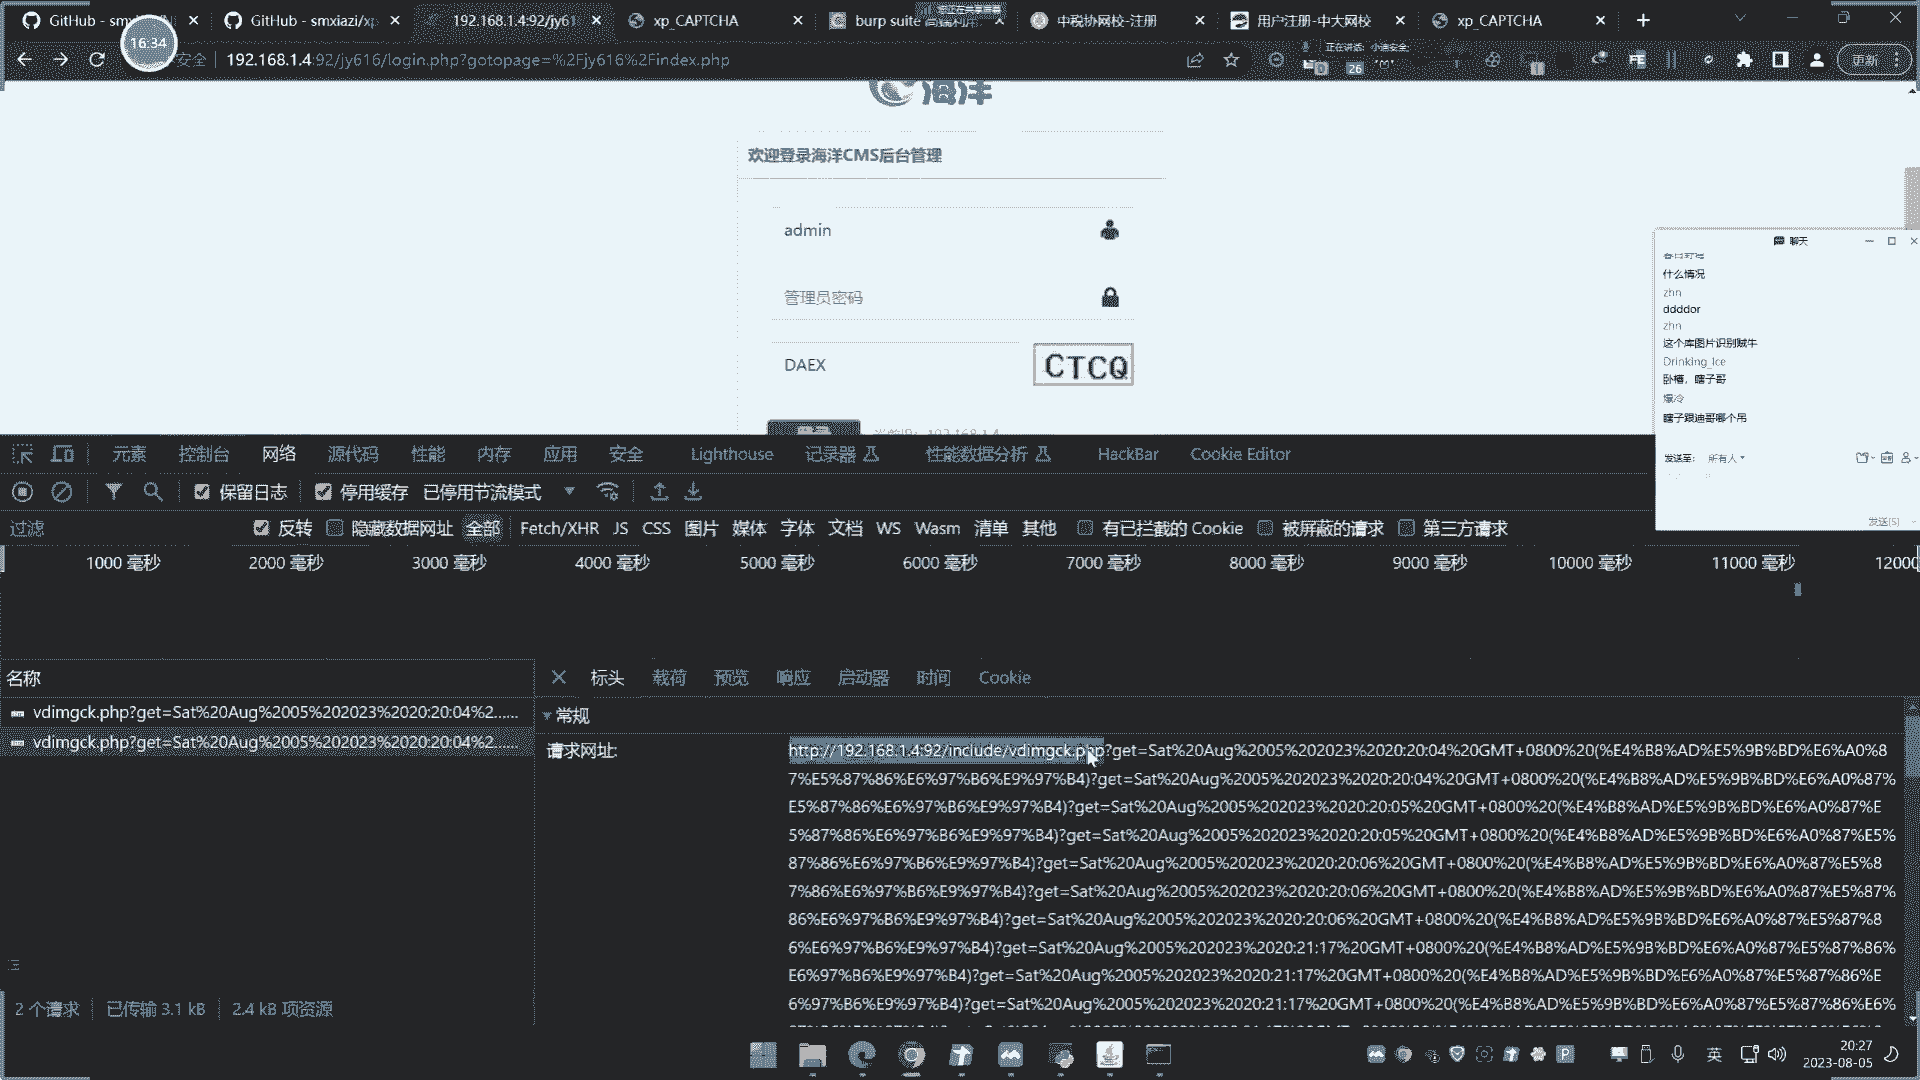 GitHub - smx
GitHub - smxiazi/xp
192.168.1.4:92/jy61
xp_CAPTCHA
burp suite
中税协网校-注册
用户注册-中大网校
xp_CAPTCHA
16:34
安全
192.168.1.4:92/jy616/login.php?gotopage=%2Fjy616%2Findex.php
正在讲话: 小迪安全;
26
更新
海洋
欢迎登录海洋CMS后台管理
admin
管理员密码
DAEX
CTCQ
聊天
什么情况
zhn
ddddor
zhn
这个库图片识别贼牛
Drinking_Ice
卧槽，瞎子哥
爆冷
瞎子跟迪哥哪个吊
发送至: 所有人
发送(S)
元素
控制台
网络
源代码
性能
内存
应用
安全
Lighthouse
记录器
性能数据分析
HackBar
Cookie Editor
保留日志
停用缓存
已停用节流模式
过滤
反转
隐藏数据网址
全部
Fetch/XHR
JS
CSS
图片
媒体
字体
文档
WS
Wasm
清单
其他
有已拦截的 Cookie
被屏蔽的请求
第三方请求
1000 毫秒
2000 毫秒
3000 毫秒
4000 毫秒
5000 毫秒
6000 毫秒
7000 毫秒
8000 毫秒
9000 毫秒
10000 毫秒
11000 毫秒
12000
名称
标头
载荷
预览
响应
启动器
时间
Cookie
vdimgck.php?get=Sat%20Aug%2005%202023%2020:20:04%2......
vdimgck.php?get=Sat%20Aug%2005%202023%2020:20:04%2......
常规
请求网址:
http://192.168.1.4:92/include/vdimgck.php?get=Sat%20Aug%2005%202023%2020:20:04%20GMT+0800%20(%E4%B8%AD%E5%9B%BD%E6%A0%8
7%E5%87%86%E6%97%B6%E9%97%B4)?get=Sat%20Aug%2005%202023%2020:20:04%20GMT+0800%20(%E4%B8%AD%E5%9B%BD%E6%A0%87%
E5%87%86%E6%97%B6%E9%97%B4)?get=Sat%20Aug%2005%202023%2020:20:05%20GMT+0800%20(%E4%B8%AD%E5%9B%BD%E6%A0%87%E
5%87%86%E6%97%B6%E9%97%B4)?get=Sat%20Aug%2005%202023%2020:20:05%20GMT+0800%20(%E4%B8%AD%E5%9B%BD%E6%A0%87%E5%
87%86%E6%97%B6%E9%97%B4)?get=Sat%20Aug%2005%202023%2020:20:06%20GMT+0800%20(%E4%B8%AD%E5%9B%BD%E6%A0%87%E5%8
7%86%E6%97%B6%E9%97%B4)?get=Sat%20Aug%2005%202023%2020:20:06%20GMT+0800%20(%E4%B8%AD%E5%9B%BD%E6%A0%87%E5%87%
86%E6%97%B6%E9%97%B4)?get=Sat%20Aug%2005%202023%2020:20:06%20GMT+0800%20(%E4%B8%AD%E5%9B%BD%E6%A0%87%E5%87%8
6%E6%97%B6%E9%97%B4)?get=Sat%20Aug%2005%202023%2020:21:17%20GMT+0800%20(%E4%B8%AD%E5%9B%BD%E6%A0%87%E5%87%86%
E6%97%B6%E9%97%B4)?get=Sat%20Aug%2005%202023%2020:21:17%20GMT+0800%20(%E4%B8%AD%E5%9B%BD%E6%A0%87%E5%87%86%E
6%97%B6%E9%97%B4)?get=Sat%20Aug%2005%202023%2020:21:17%20GMT+0800%20(%E4%B8%AD%E5%9B%BD%E6%A0%87%E5%87%86%E6%
2 个请求
已传输 3.1 kB
2.4 kB 项资源
英
20:27
2023-08-05